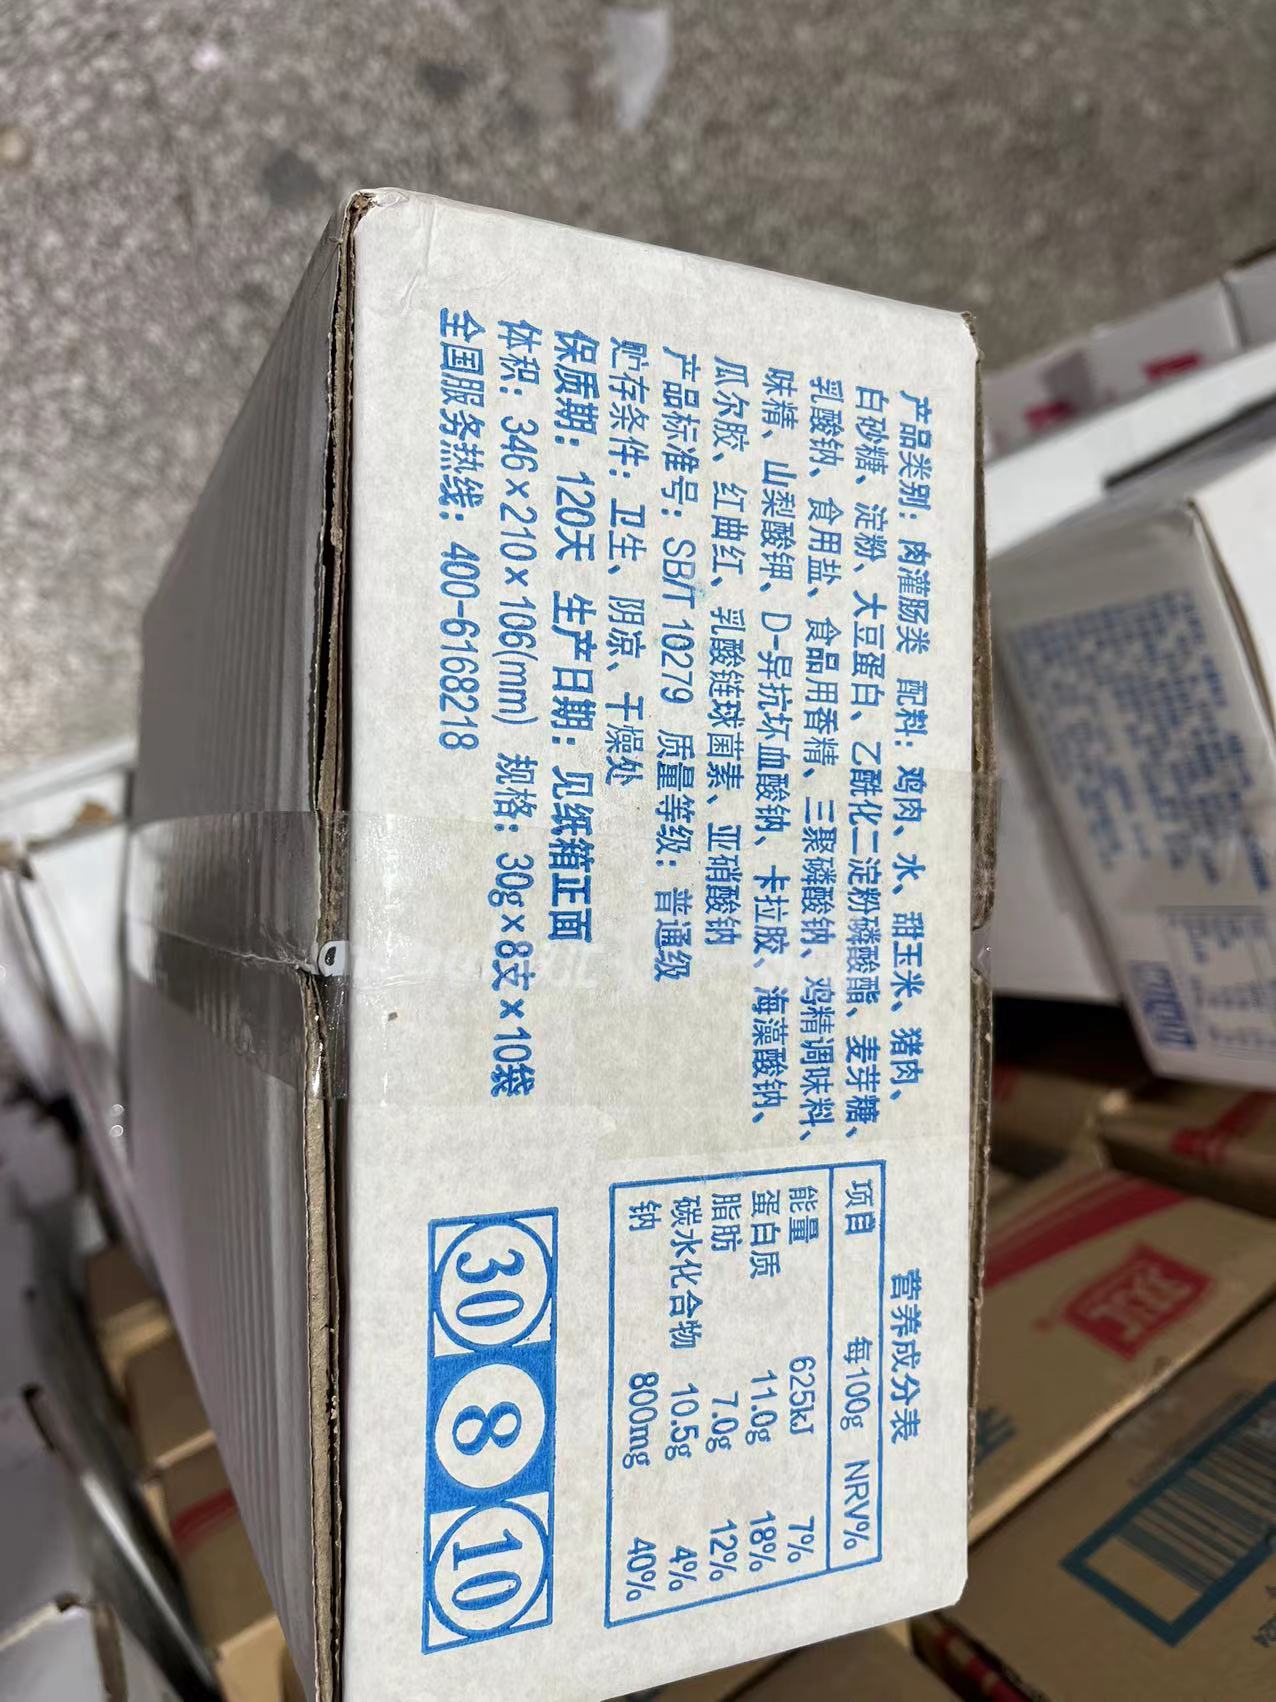 产品类别：肉灌肠类 配料：鸡肉、水、甜玉米、猪肉、
白砂糖、淀粉、大豆蛋白、乙酰化二淀粉磷酸酯、麦芽糖、
乳酸钠、食用盐、食品用香精、三聚磷酸钠、鸡精调味料、
味精、山梨酸钾、D-异抗坏血酸钠、卡拉胶、海藻酸钠、
瓜尔胶、红曲红、乳酸链球菌素、亚硝酸钠
产品标准号：SB/T 10279 质量等级：普通级
贮存条件：卫生、阴凉、干燥处
保质期：120天 生产日期：见纸箱正面
体积：346×210×106(mm) 规格：30g×8支×10袋
全国服务热线：400-6168218
营养成分表
项目 每100g NRV%
能量 625kJ 7%
蛋白质 11.0g 18%
脂肪 7.0g 12%
碳水化合物 10.5g 4%
钠 800mg 40%
30 8 10
双汇